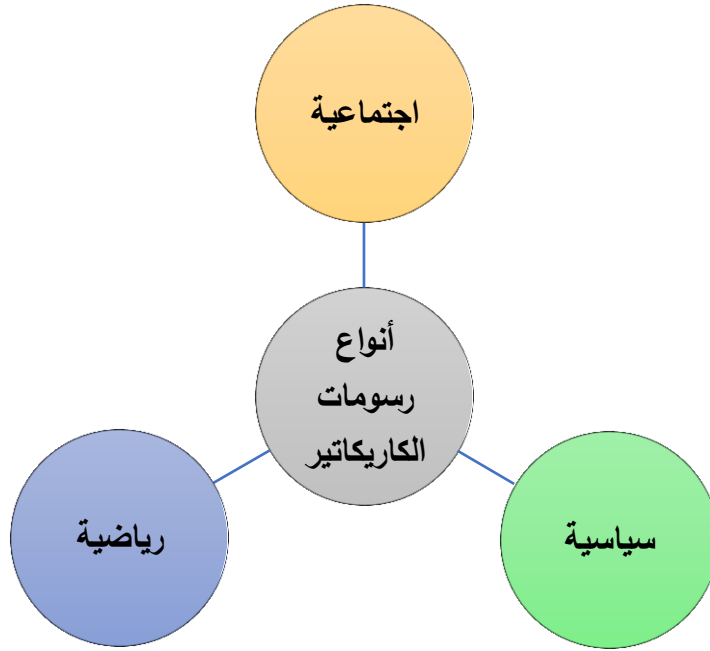 اجتماعية
أنواع
رسومات
الكاريكاتير
سياسية
رياضية